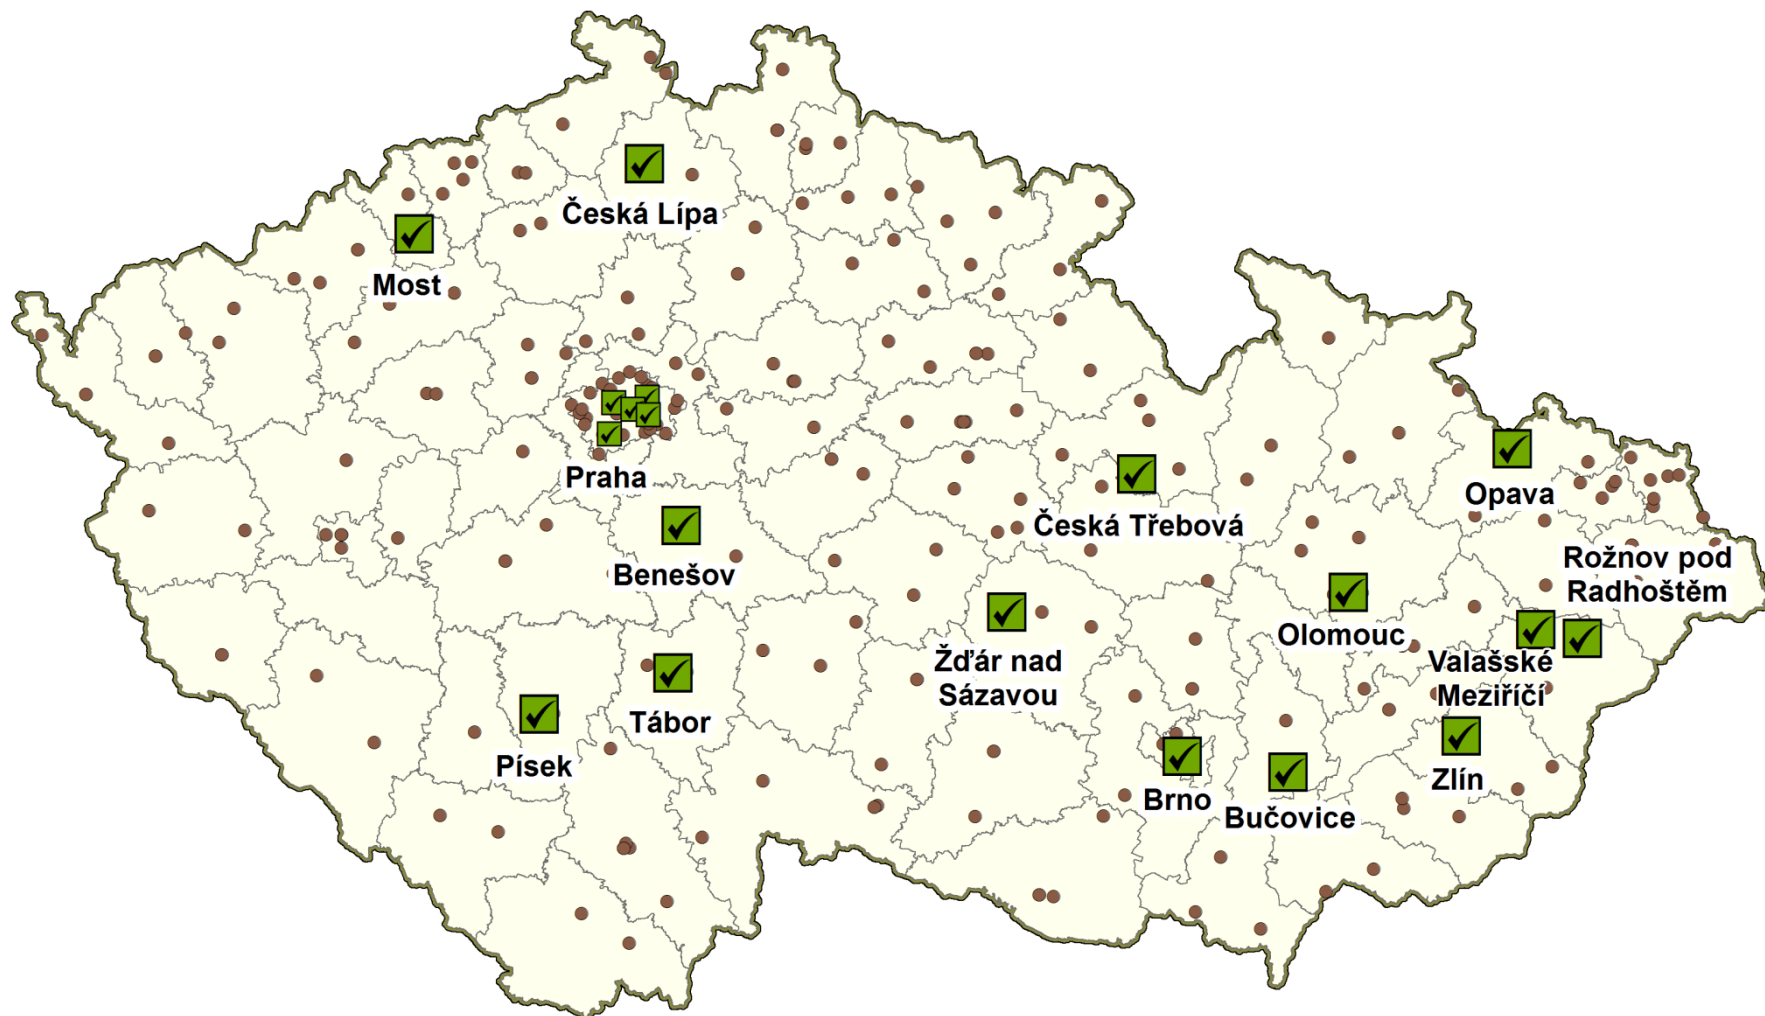 Česká Lípa
Most
Praha
Opava
Česká Třebová
Rožnov pod
Radhoštěm
Benešov
Olomouc
Žďár nad
Sázavou
Valašské
Meziříčí
Tábor
Písek
Zlín
Brno
Bučovice